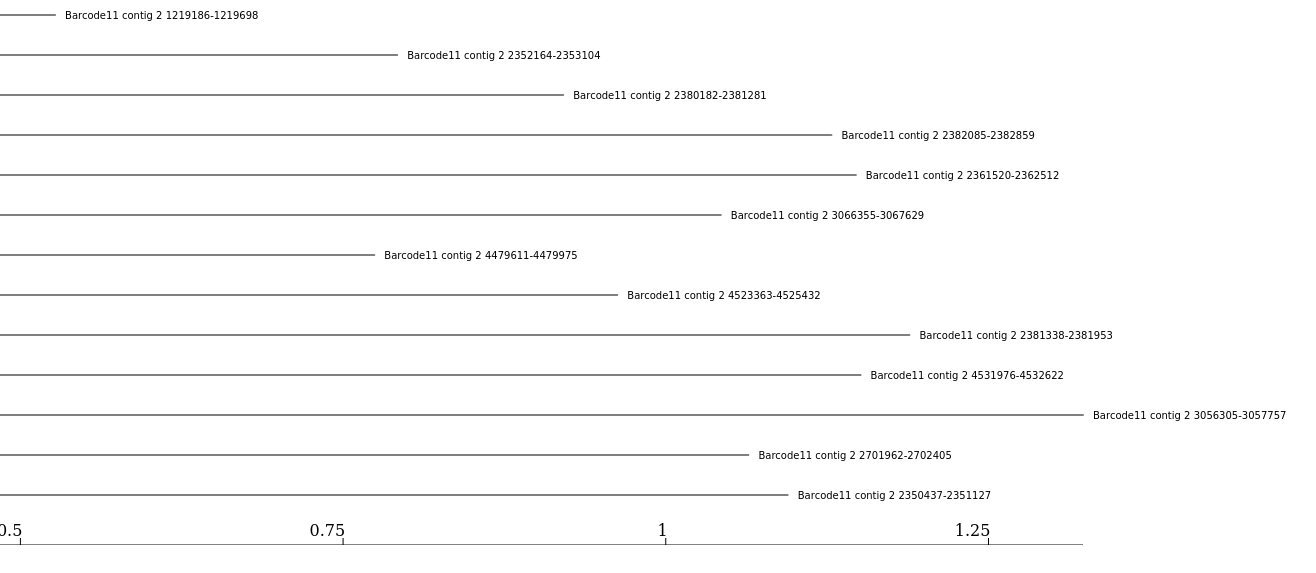 Barcode11 contig 2 1219186-1219698
Barcode11 contig 2 2352164-2353104
Barcode11 contig 2 2380182-2381281
Barcode11 contig 2 2382085-2382859
Barcode11 contig 2 2361520-2362512
Barcode11 contig 2 3066355-3067629
Barcode11 contig 2 4479611-4479975
Barcode11 contig 2 4523363-4525432
Barcode11 contig 2 2381338-2381953
Barcode11 contig 2 4531976-4532622
Barcode11 contig 2 3056305-3057757
Barcode11 contig 2 2701962-2702405
Barcode11 contig 2 2350437-2351127
0.5 0.75 1 1.25